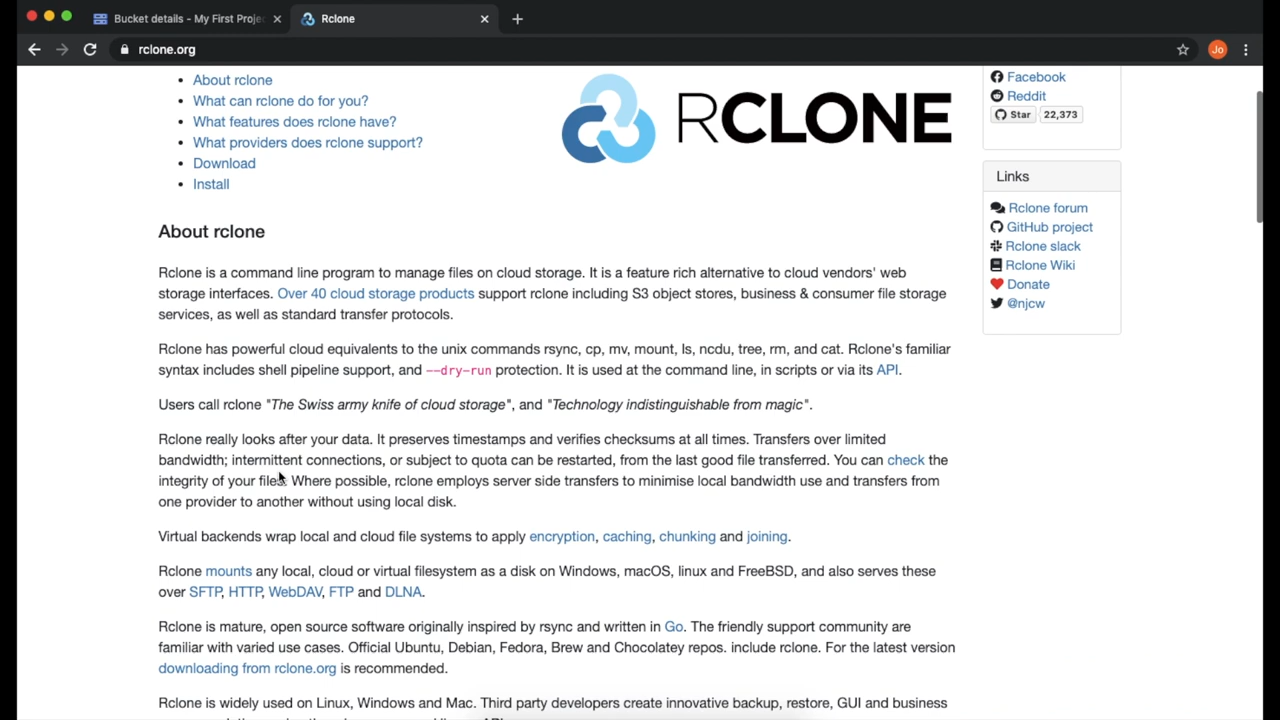 Bucket details - My First Proje
Rclone
rclone.org
Jo
About rclone
What can rclone do for you?
What features does rclone have?
What providers does rclone support?
Download
Install
RCLONE
Facebook
Reddit
Star 22,373
Links
Rclone forum
GitHub project
Rclone slack
Rclone Wiki
Donate
@njcw
About rclone
Rclone is a command line program to manage files on cloud storage. It is a feature rich alternative to cloud vendors' web
storage interfaces. Over 40 cloud storage products support rclone including S3 object stores, business & consumer file storage
services, as well as standard transfer protocols.
Rclone has powerful cloud equivalents to the unix commands rsync, cp, mv, mount, ls, ncdu, tree, rm, and cat. Rclone's familiar
syntax includes shell pipeline support, and --dry-run protection. It is used at the command line, in scripts or via its API.
Users call rclone "The Swiss army knife of cloud storage", and "Technology indistinguishable from magic".
Rclone really looks after your data. It preserves timestamps and verifies checksums at all times. Transfers over limited
bandwidth; intermittent connections, or subject to quota can be restarted, from the last good file transferred. You can check the
integrity of your files. Where possible, rclone employs server side transfers to minimise local bandwidth use and transfers from
one provider to another without using local disk.
Virtual backends wrap local and cloud file systems to apply encryption, caching, chunking and joining.
Rclone mounts any local, cloud or virtual filesystem as a disk on Windows, macOS, linux and FreeBSD, and also serves these
over SFTP, HTTP, WebDAV, FTP and DLNA.
Rclone is mature, open source software originally inspired by rsync and written in Go. The friendly support community are
familiar with varied use cases. Official Ubuntu, Debian, Fedora, Brew and Chocolatey repos. include rclone. For the latest version
downloading from rclone.org is recommended.
Rclone is widely used on Linux, Windows and Mac. Third party developers create innovative backup, restore, GUI and business